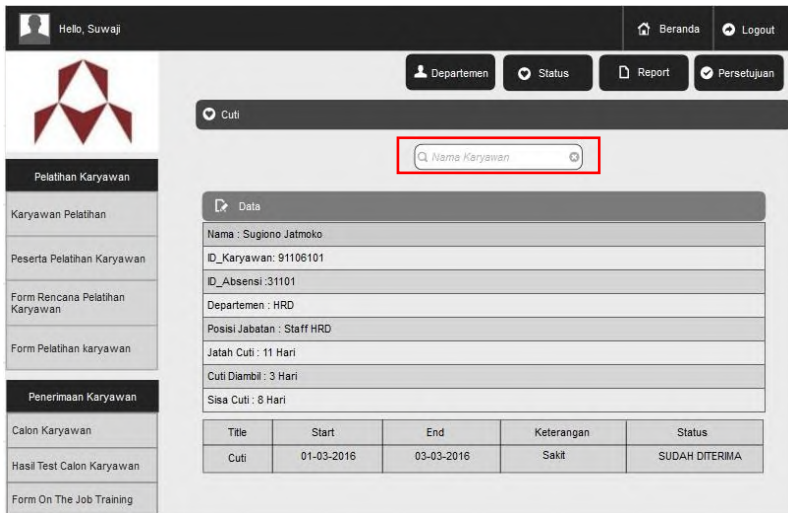 Hello, Suwaji
Beranda
Logout
Departemen
Status
Report
Persetujuan
Cuti
Nama Karyawan
Pelatihan Karyawan
Karyawan Pelatihan
Peserta Pelatihan Karyawan
Form Rencana Pelatihan
Karyawan
Form Pelatihan karyawan
Penerimaan Karyawan
Calon Karyawan
Hasil Test Calon Karyawan
Form On The Job Training
Data
Nama : Sugiono Jatmoko
ID_Karyawan: 91106101
ID_Absensi :31101
Departemen : HRD
Posisi Jabatan : Staff HRD
Jatah Cuti : 11 Hari
Cuti Diambil : 3 Hari
Sisa Cuti : 8 Hari
Title Start End Keterangan Status
Cuti 01-03-2016 03-03-2016 Sakit SUDAH DITERIMA